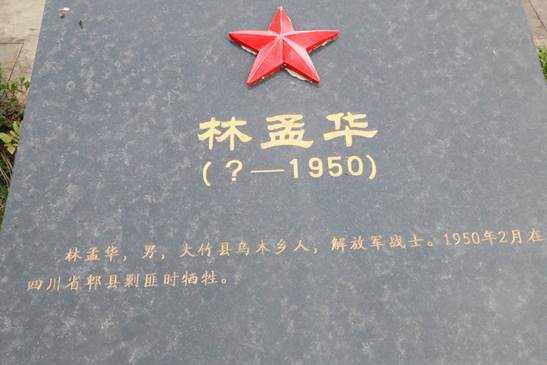 林孟华
(？—1950)
林孟华，男，大竹县乌木乡人，解放军战士。1950年2月在
四川省郫县剿匪时牺牲。